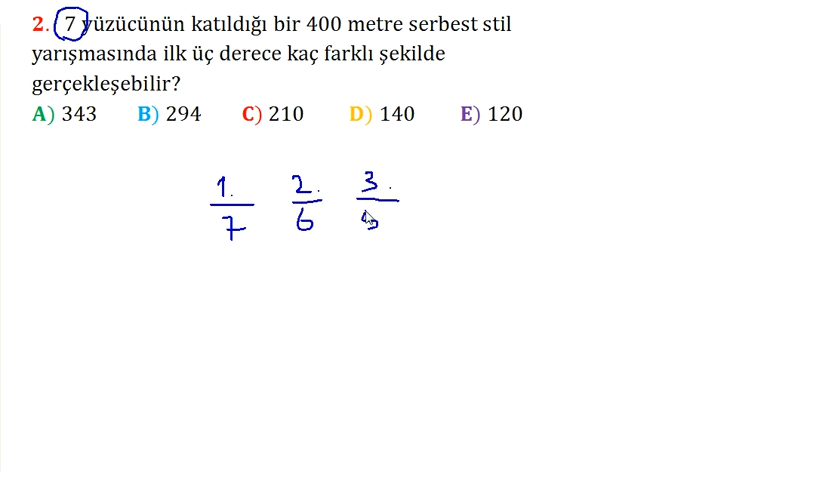 2. 7 yüzücünün katıldığı bir 400 metre serbest stil
yarışmasında ilk üç derece kaç farklı şekilde
gerçekleşebilir?
A) 343 B) 294 C) 210 D) 140 E) 120
1. 2. 3.
7 6 5